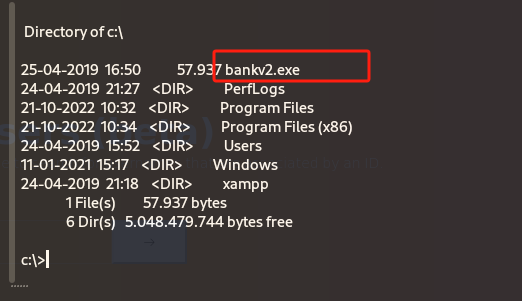 Directory of c:\
25-04-2019 16:50 57.937 bankv2.exe
24-04-2019 21:27 <DIR> PerfLogs
21-10-2022 10:32 <DIR> Program Files
21-10-2022 10:34 <DIR> Program Files (x86)
24-04-2019 15:52 <DIR> Users
11-01-2021 15:17 <DIR> Windows
24-04-2019 21:18 <DIR> xampp
1 File(s) 57.937 bytes
6 Dir(s) 5.048.479.744 bytes free
c:\>